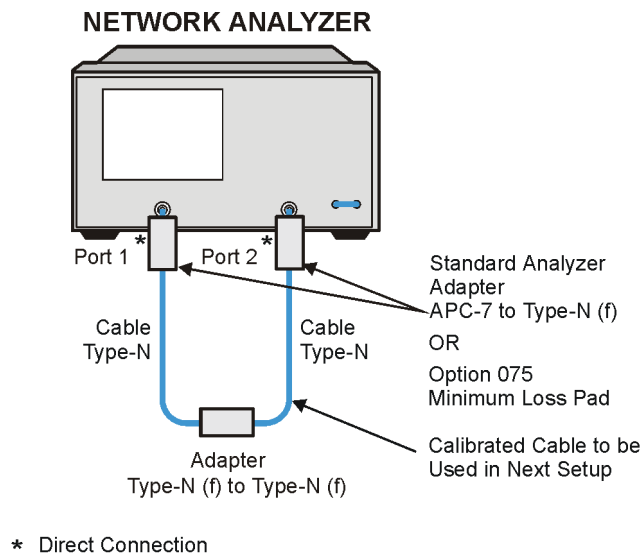 NETWORK ANALYZER
*
*
Port 1
Port 2
Standard Analyzer
Adapter
APC-7 to Type-N (f)
OR
Option 075
Minimum Loss Pad
Cable
Type-N
Cable
Type-N
Calibrated Cable to be
Used in Next Setup
Adapter
Type-N (f) to Type-N (f)
* Direct Connection